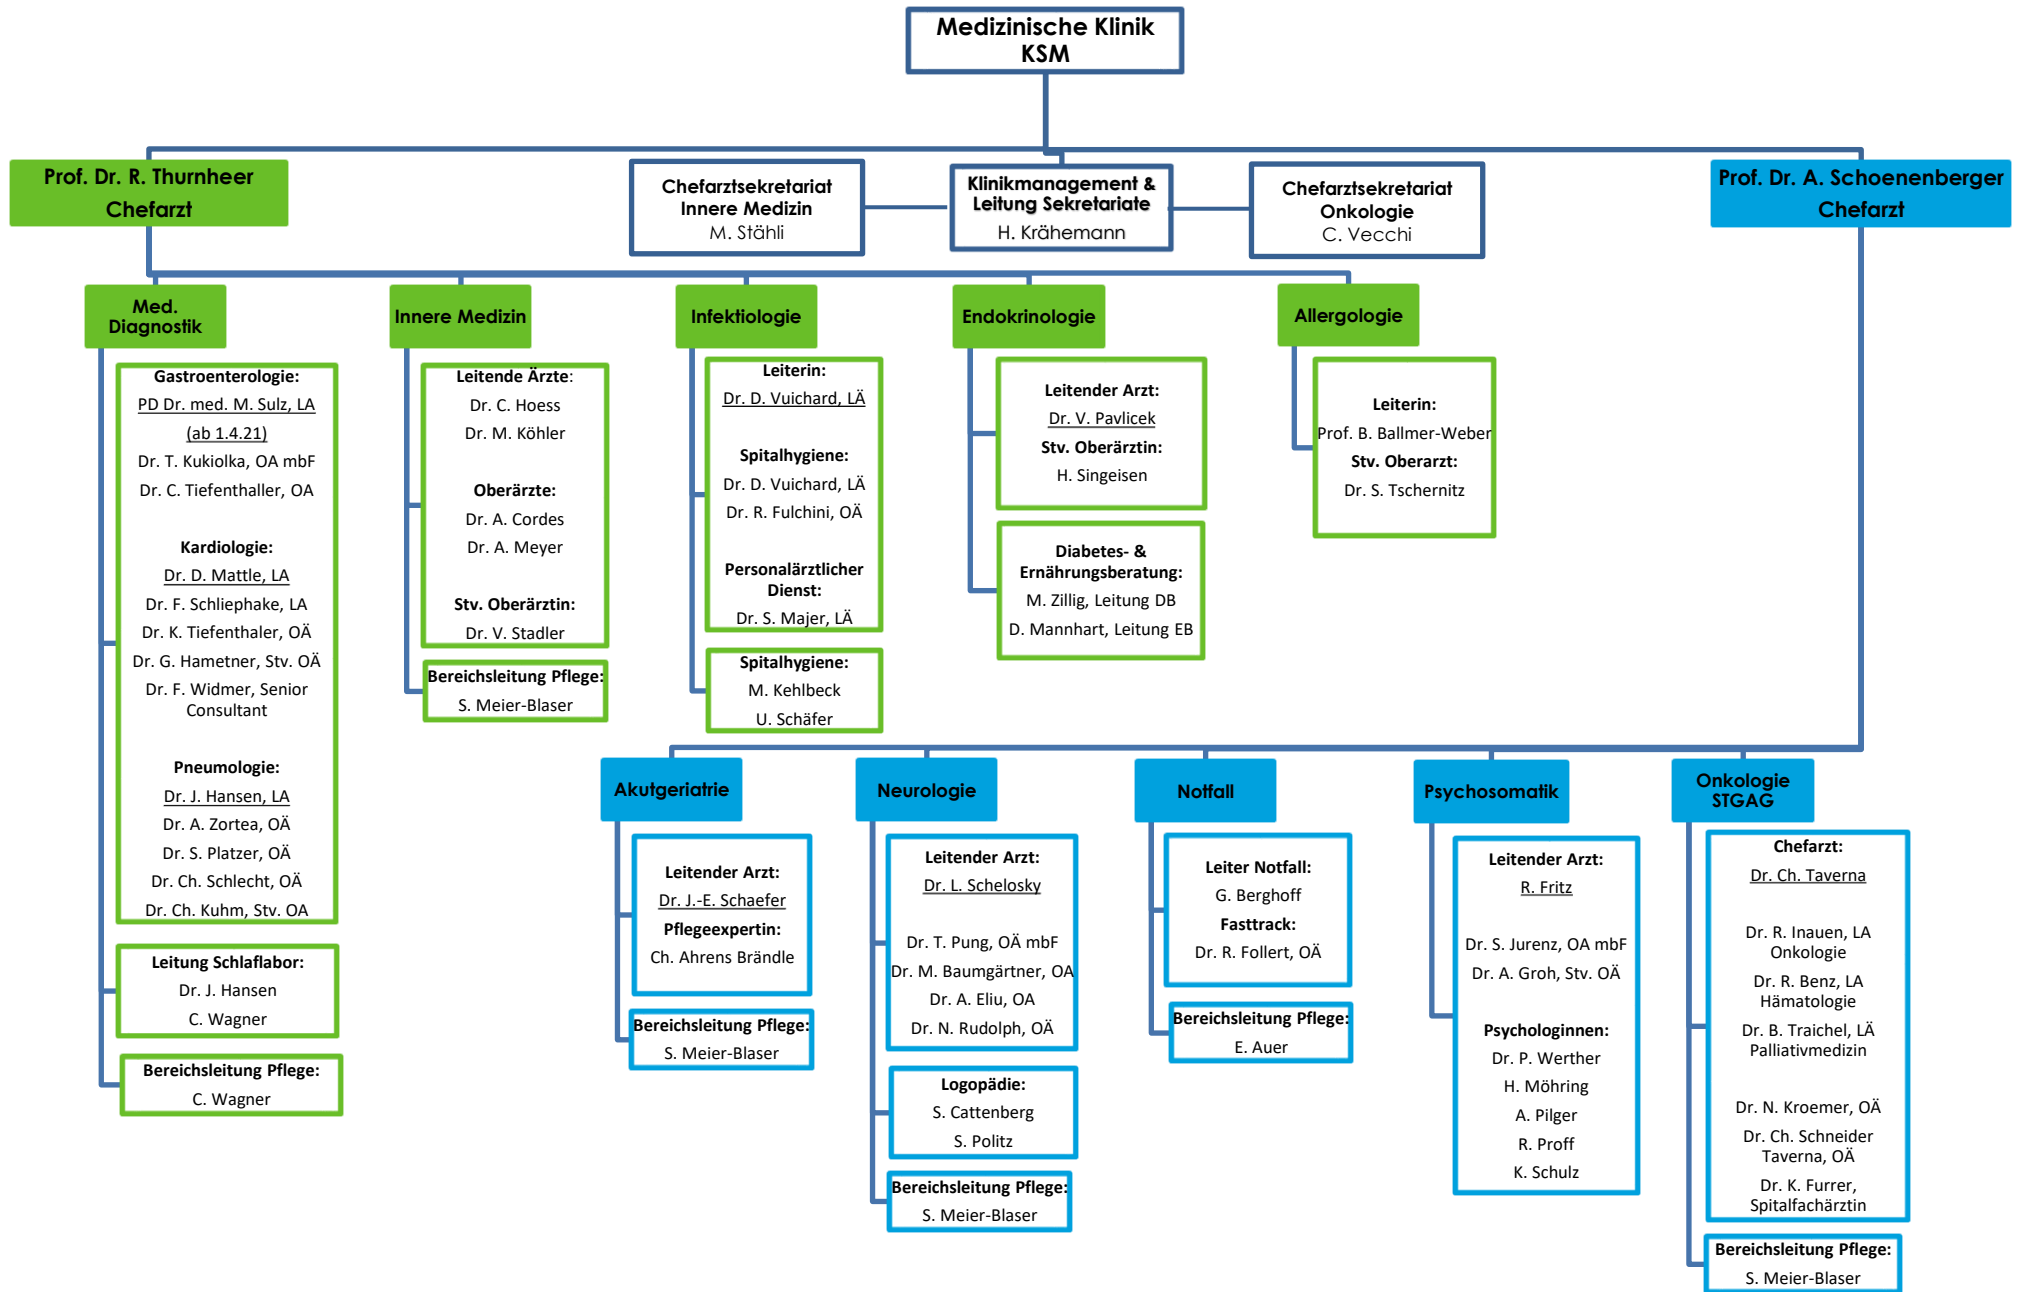 Medizinische Klinik
KSM
Prof. Dr. R. Thurnheer
Chefarzt
Chefarztsekretariat
Innere Medizin
M. Stähli
Klinikmanagement &
Leitung Sekretariate
H. Krähemann
Chefarztsekretariat
Onkologie
C. Vecchi
Prof. Dr. A. Schoenenberger
Chefarzt
Med.
Diagnostik
Gastroenterologie:
PD Dr. med. M. Sulz, LA
(ab 1.4.21)
Dr. T. Kukiolka, OA mbF
Dr. C. Tiefenthaller, OA
Kardiologie:
Dr. D. Mattle, LA
Dr. F. Schliephake, LA
Dr. K. Tiefenthaler, OÄ
Dr. G. Hametner, Stv. OÄ
Dr. F. Widmer, Senior
Consultant
Pneumologie:
Dr. J. Hansen, LA
Dr. A. Zortea, OÄ
Dr. S. Platzer, OÄ
Dr. Ch. Schlecht, OÄ
Dr. Ch. Kuhm, Stv. OA
Leitung Schlaflabor:
Dr. J. Hansen
C. Wagner
Bereichsleitung Pflege:
C. Wagner
Innere Medizin
Leitende Ärzte:
Dr. C. Hoess
Dr. M. Köhler
Oberärzte:
Dr. A. Cordes
Dr. A. Meyer
Stv. Oberärztin:
Dr. V. Stadler
Bereichsleitung Pflege:
S. Meier-Blaser
Infektiologie
Leiterin:
Dr. D. Vuichard, LÄ
Spitalhygiene:
Dr. D. Vuichard, LÄ
Dr. R. Fulchini, OÄ
Personalärztlicher
Dienst:
Dr. S. Majer, LÄ
Spitalhygiene:
M. Kehlbeck
U. Schäfer
Endokrinologie
Leitender Arzt:
Dr. V. Pavlicek
Stv. Oberärztin:
H. Singeisen
Diabetes- &
Ernährungsberatung:
M. Zillig, Leitung DB
D. Mannhart, Leitung EB
Allergologie
Leiterin:
Prof. B. Ballmer-Weber
Stv. Oberarzt:
Dr. S. Tschernitz
Akutgeriatrie
Leitender Arzt:
Dr. J.-E. Schaefer
Pflegeexpertin:
Ch. Ahrens Brändle
Bereichsleitung Pflege:
S. Meier-Blaser
Neurologie
Leitender Arzt:
Dr. L. Schelosky
Dr. T. Pung, OÄ mbF
Dr. M. Baumgärtner, OA
Dr. A. Eliu, OA
Dr. N. Rudolph, OÄ
Logopädie:
S. Cattenberg
S. Politz
Bereichsleitung Pflege:
S. Meier-Blaser
Notfall
Leiter Notfall:
G. Berghoff
Fasttrack:
Dr. R. Follert, OÄ
Bereichsleitung Pflege:
E. Auer
Psychosomatik
Leitender Arzt:
R. Fritz
Dr. S. Jurenz, OA mbF
Dr. A. Groh, Stv. OÄ
Psychologinnen:
Dr. P. Werther
H. Möhring
A. Pilger
R. Proff
K. Schulz
Onkologie
STGAG
Chefarzt:
Dr. Ch. Taverna
Dr. R. Inauen, LA
Onkologie
Dr. R. Benz, LA
Hämatologie
Dr. B. Traichel, LÄ
Palliativmedizin
Dr. N. Kroemer, OÄ
Dr. Ch. Schneider
Taverna, OÄ
Dr. K. Furrer,
Spitalfachärztin
Bereichsleitung Pflege:
S. Meier-Blaser